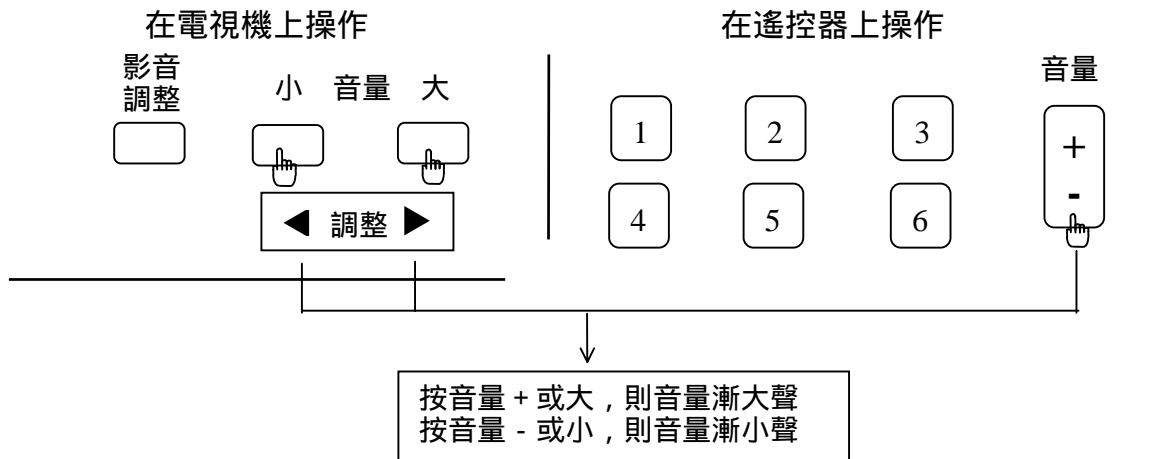 在電視機上操作
在遙控器上操作
影音
調整
小 音量 大
音量
1 2 3
+
-
4 5 6
◀ 調整 ▶
按音量 + 或大，則音量漸大聲
按音量 - 或小，則音量漸小聲